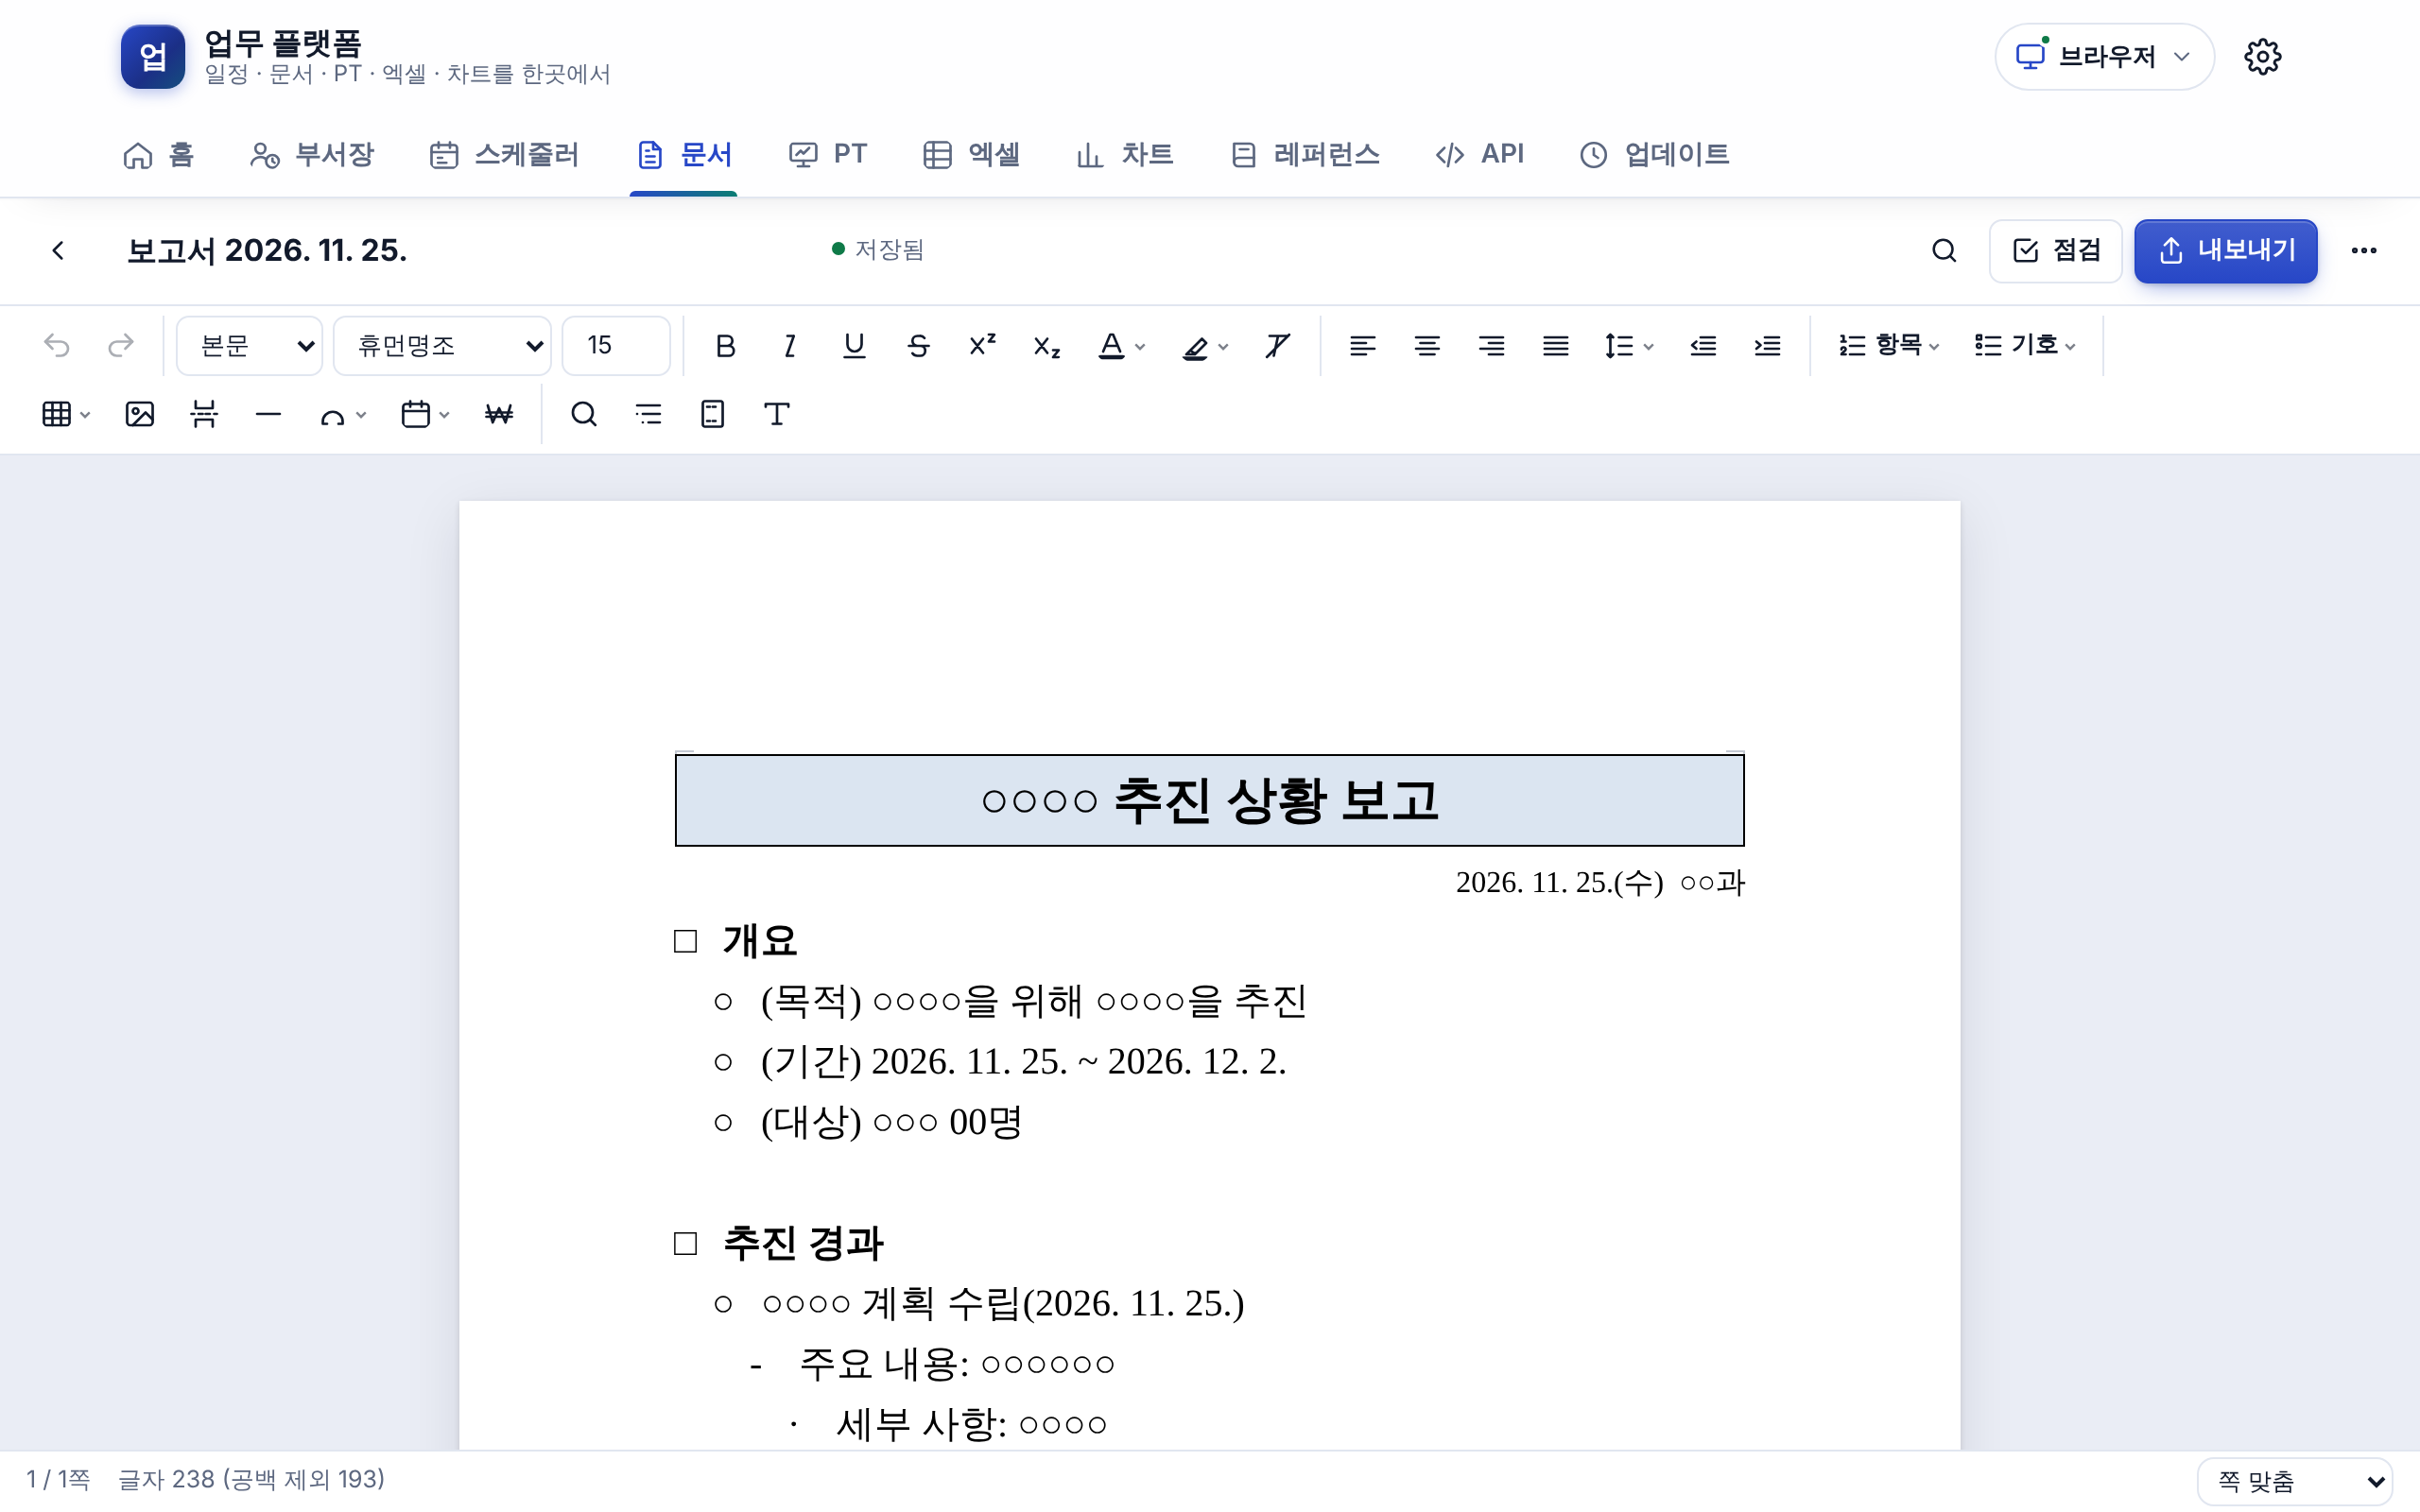 업
업무 플랫폼
일정 · 문서 · PT · 엑셀 · 차트를 한곳에서
브라우저
홈
부서장
스케줄러
문서
PT
엑셀
차트
레퍼런스
API
업데이트
보고서 2026. 11. 25.
저장됨
점검
내보내기
본문
휴먼명조
15
항목
기호
○○○○ 추진 상황 보고
2026. 11. 25.(수) ○○과
□ 개요
○ (목적) ○○○○을 위해 ○○○○을 추진
○ (기간) 2026. 11. 25. ~ 2026. 12. 2.
○ (대상) ○○○ 00명
□ 추진 경과
○ ○○○○ 계획 수립(2026. 11. 25.)
- 주요 내용: ○○○○○○
· 세부 사항: ○○○○
1 / 1쪽
글자 238 (공백 제외 193)
쪽 맞춤